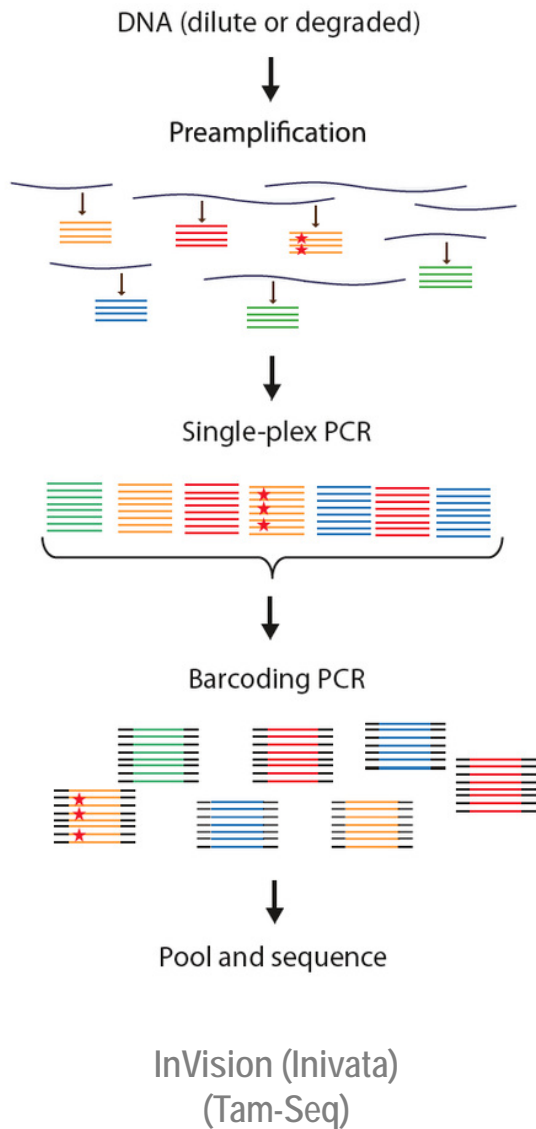 DNA (dilute or degraded)
Preamplification
Single-plex PCR
Barcoding PCR
Pool and sequence
InVision (Inivata)
(Tam-Seq)